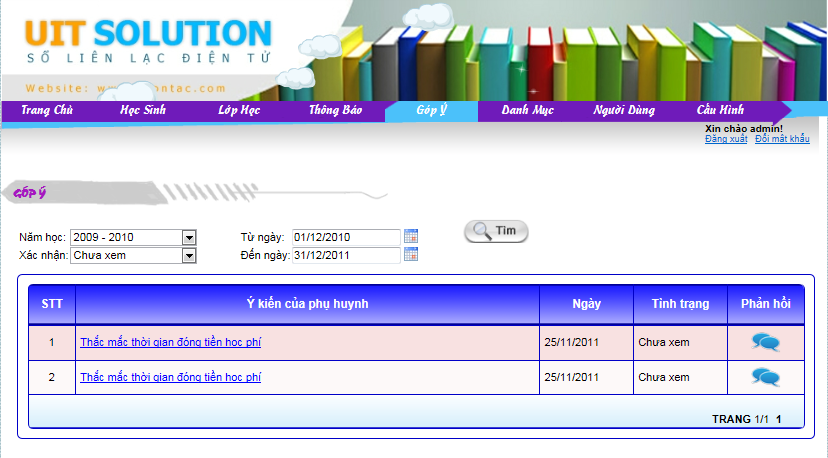 UIT SOLUTION
SỔ LIÊN LẠC ĐIỆN TỬ
Website: ontac.com
Trang Chủ Học Sinh Lớp Học Thông Báo Góp Ý Danh Mục Người Dùng Cấu Hình
Xin chào admin!
Đăng xuất Đổi mật khẩu
GÓP Ý
Năm học: 2009 - 2010 Từ ngày: 01/12/2010 Tìm
Xác nhận: Chưa xem Đến ngày: 31/12/2011
STT Ý kiến của phụ huynh Ngày Tình trạng Phản hồi
1 Thắc mắc thời gian đóng tiền học phí 25/11/2011 Chưa xem
2 Thắc mắc thời gian đóng tiền học phí 25/11/2011 Chưa xem
TRANG 1/1 1